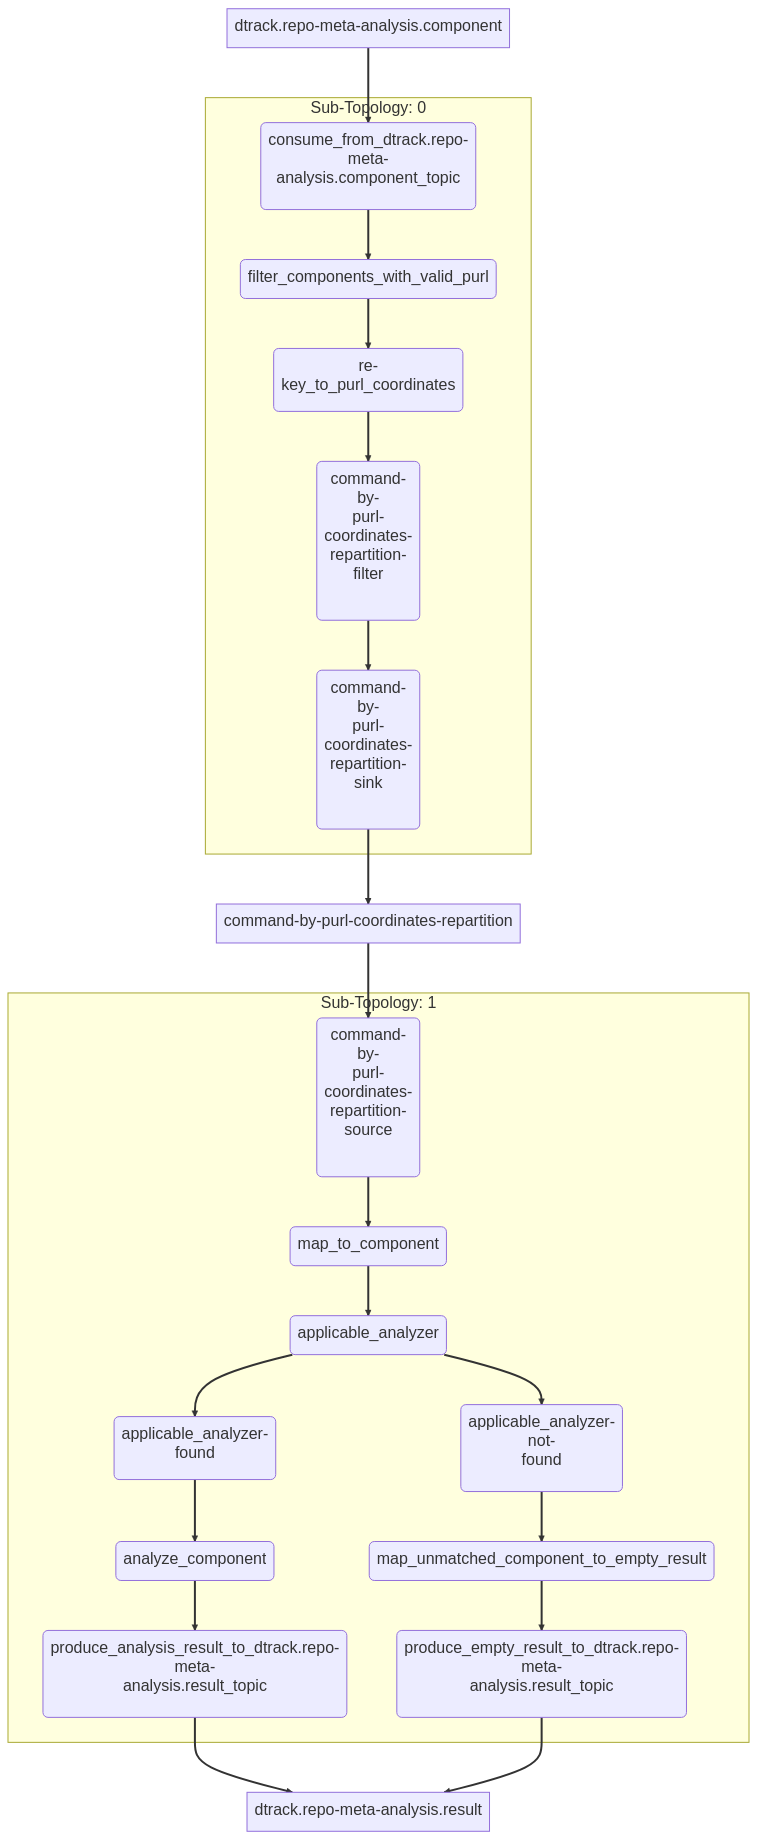 dtrack.repo-meta-analysis.component
Sub-Topology: 0
consume_from_dtrack.repo-
meta-
analysis.component_topic
filter_components_with_valid_purl
re-
key_to_purl_coordinates
command-
by-
purl-
coordinates-
repartition-
filter
command-
by-
purl-
coordinates-
repartition-
sink
command-by-purl-coordinates-repartition
Sub-Topology: 1
command-
by-
purl-
coordinates-
repartition-
source
map_to_component
applicable_analyzer
applicable_analyzer-
found
applicable_analyzer-
not-
found
analyze_component
map_unmatched_component_to_empty_result
produce_analysis_result_to_dtrack.repo-
meta-
analysis.result_topic
produce_empty_result_to_dtrack.repo-
meta-
analysis.result_topic
dtrack.repo-meta-analysis.result